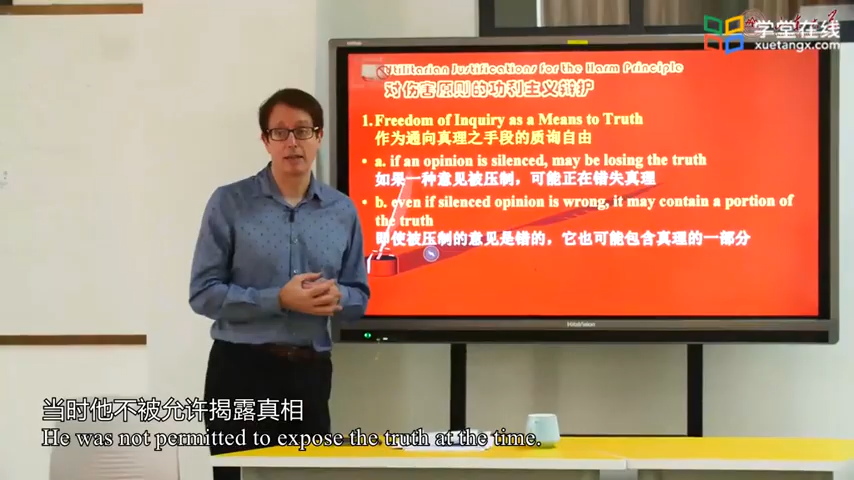 学堂在线
xuetangx.com
Utilitarian Justifications for the Harm Principle
对伤害原则的功利主义辩护
1. Freedom of Inquiry as a Means to Truth
作为通向真理之手段的质询自由
• a. if an opinion is silenced, may be losing the truth
如果一种意见被压制，可能正在错失真理
• b. even if silenced opinion is wrong, it may contain a portion of
the truth
即使被压制的意见是错的，它也可能包含真理的一部分
HiteVision
当时他不被允许揭露真相
He was not permitted to expose the truth at the time.